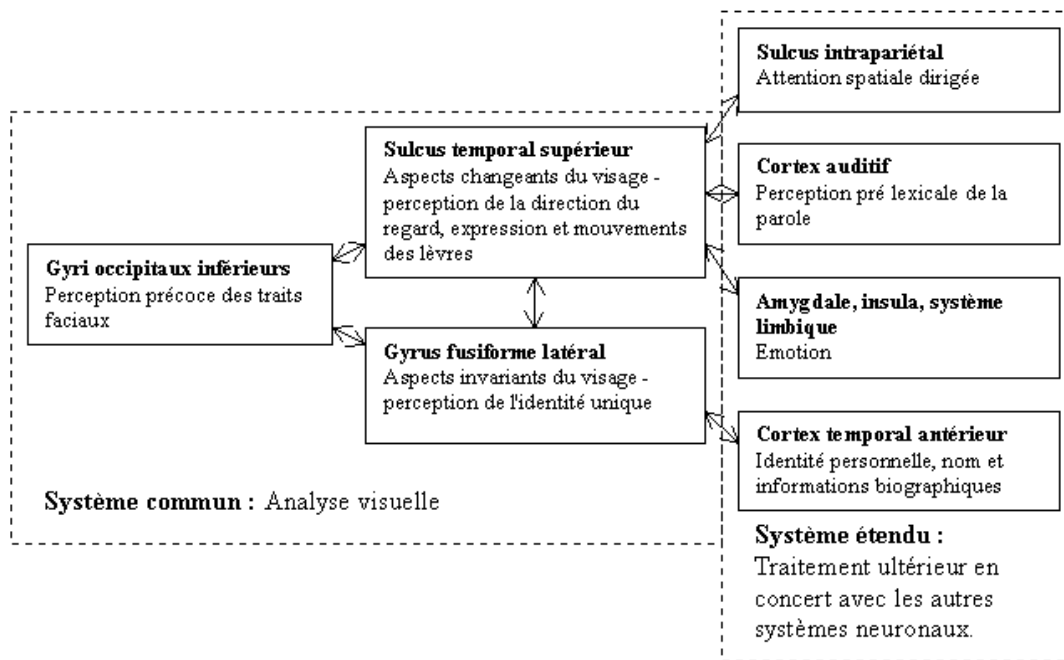 Gyri occipitaux inférieurs
Perception précoce des traits
faciaux
Sulcus temporal supérieur
Aspects changeants du visage -
perception de la direction du
regard, expression et mouvements
des lèvres
Gyrus fusiforme latéral
Aspects invariants du visage -
perception de l'identité unique
Système commun : Analyse visuelle
Sulcus intrapariétal
Attention spatiale dirigée
Cortex auditif
Perception pré lexicale de la
parole
Amygdale, insula, système
limbique
Emotion
Cortex temporal antérieur
Identité personnelle, nom et
informations biographiques
Système étendu :
Traitement ultérieur en
concert avec les autres
systèmes neuronaux.